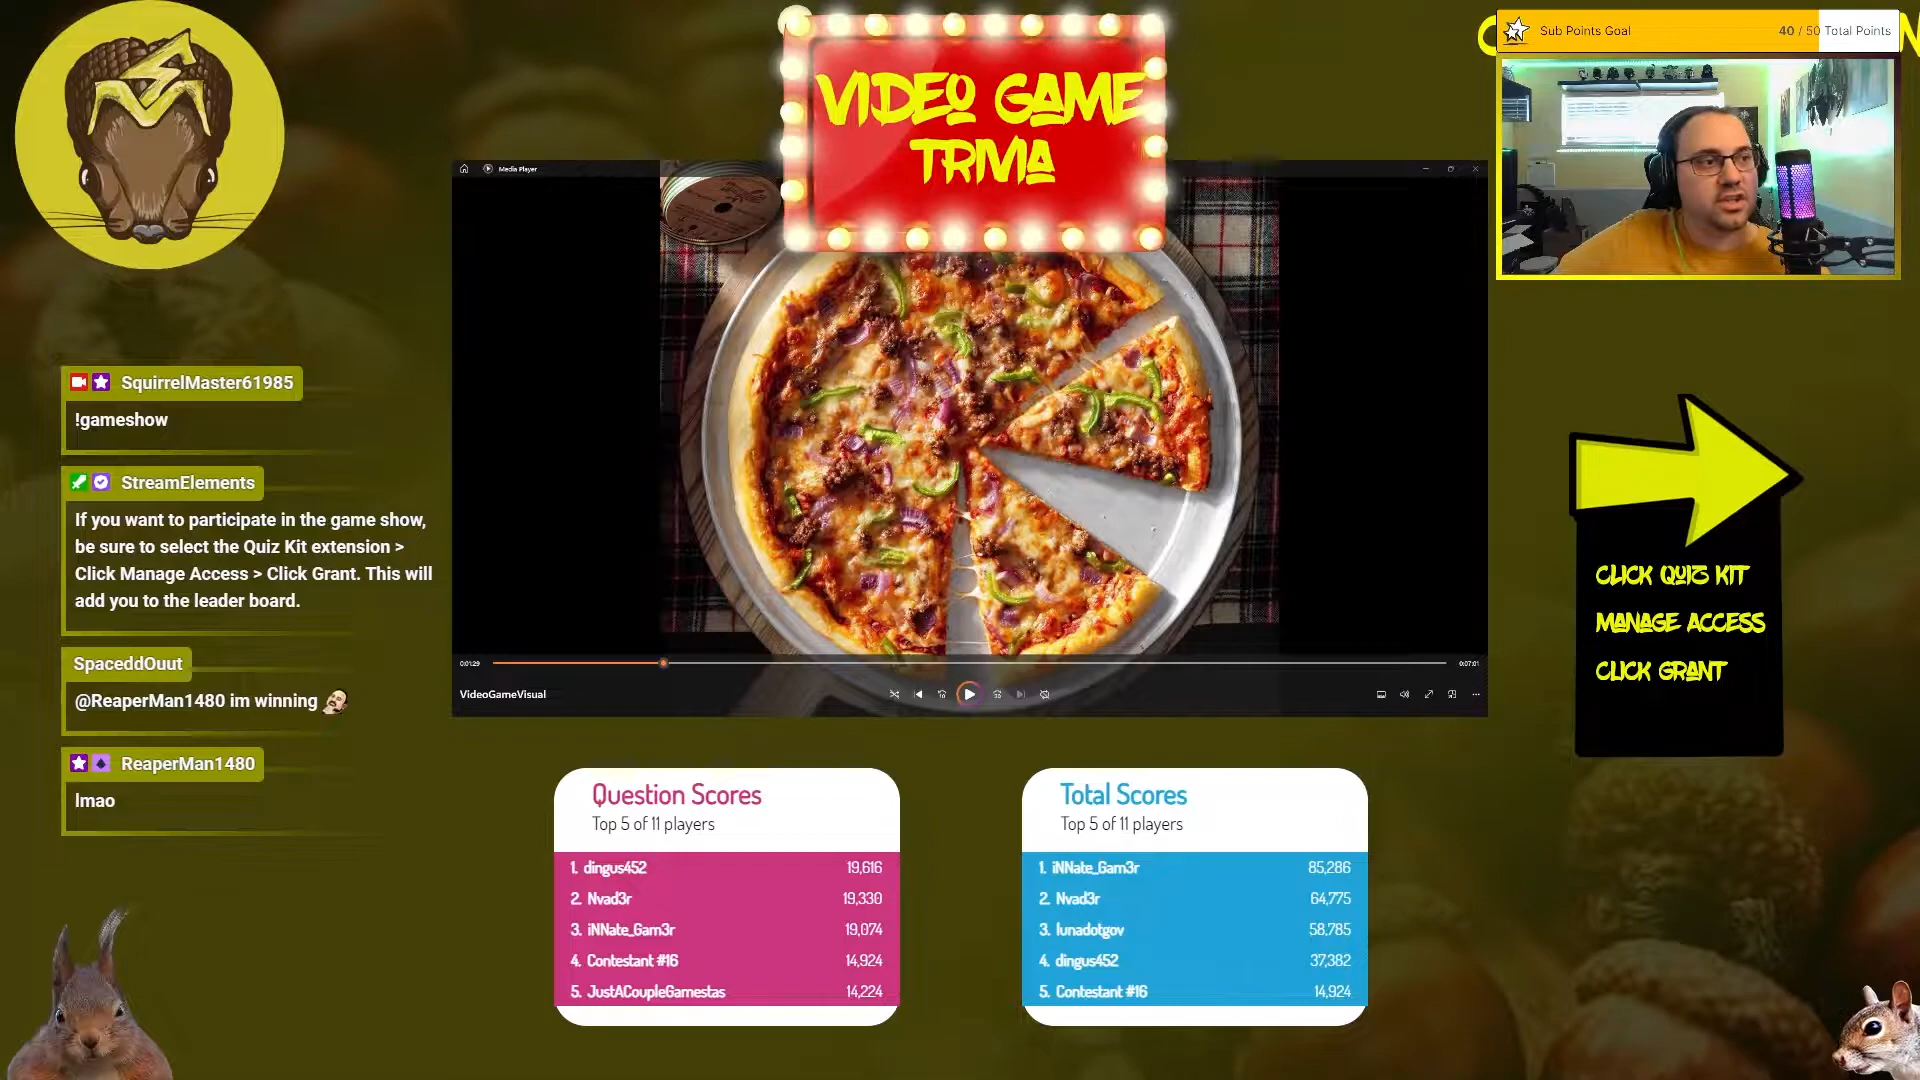 VIDEO GAME
TRIVIA
Sub Points Goal
40 / 50 Total Points
Media Player
SquirrelMaster61985
!gameshow
StreamElements
If you want to participate in the game show,
be sure to select the Quiz Kit extension >
Click Manage Access > Click Grant. This will
add you to the leader board.
SpaceddOuut
@ReaperMan1480 im winning
ReaperMan1480
lmao
0:01:29
0:07:01
VideoGameVisual
CLICK QUIZ KIT
MANAGE ACCESS
CLICK GRANT
Question Scores
Top 5 of 11 players
1. dingus452 19,616
2. Nvad3r 19,330
3. iNNate_Gam3r 19,074
4. Contestant #16 14,924
5. JustACoupleGamestas 14,224
Total Scores
Top 5 of 11 players
1. iNNate_Gam3r 85,286
2. Nvad3r 64,775
3. lunadotgov 58,785
4. dingus452 37,382
5. Contestant #16 14,924